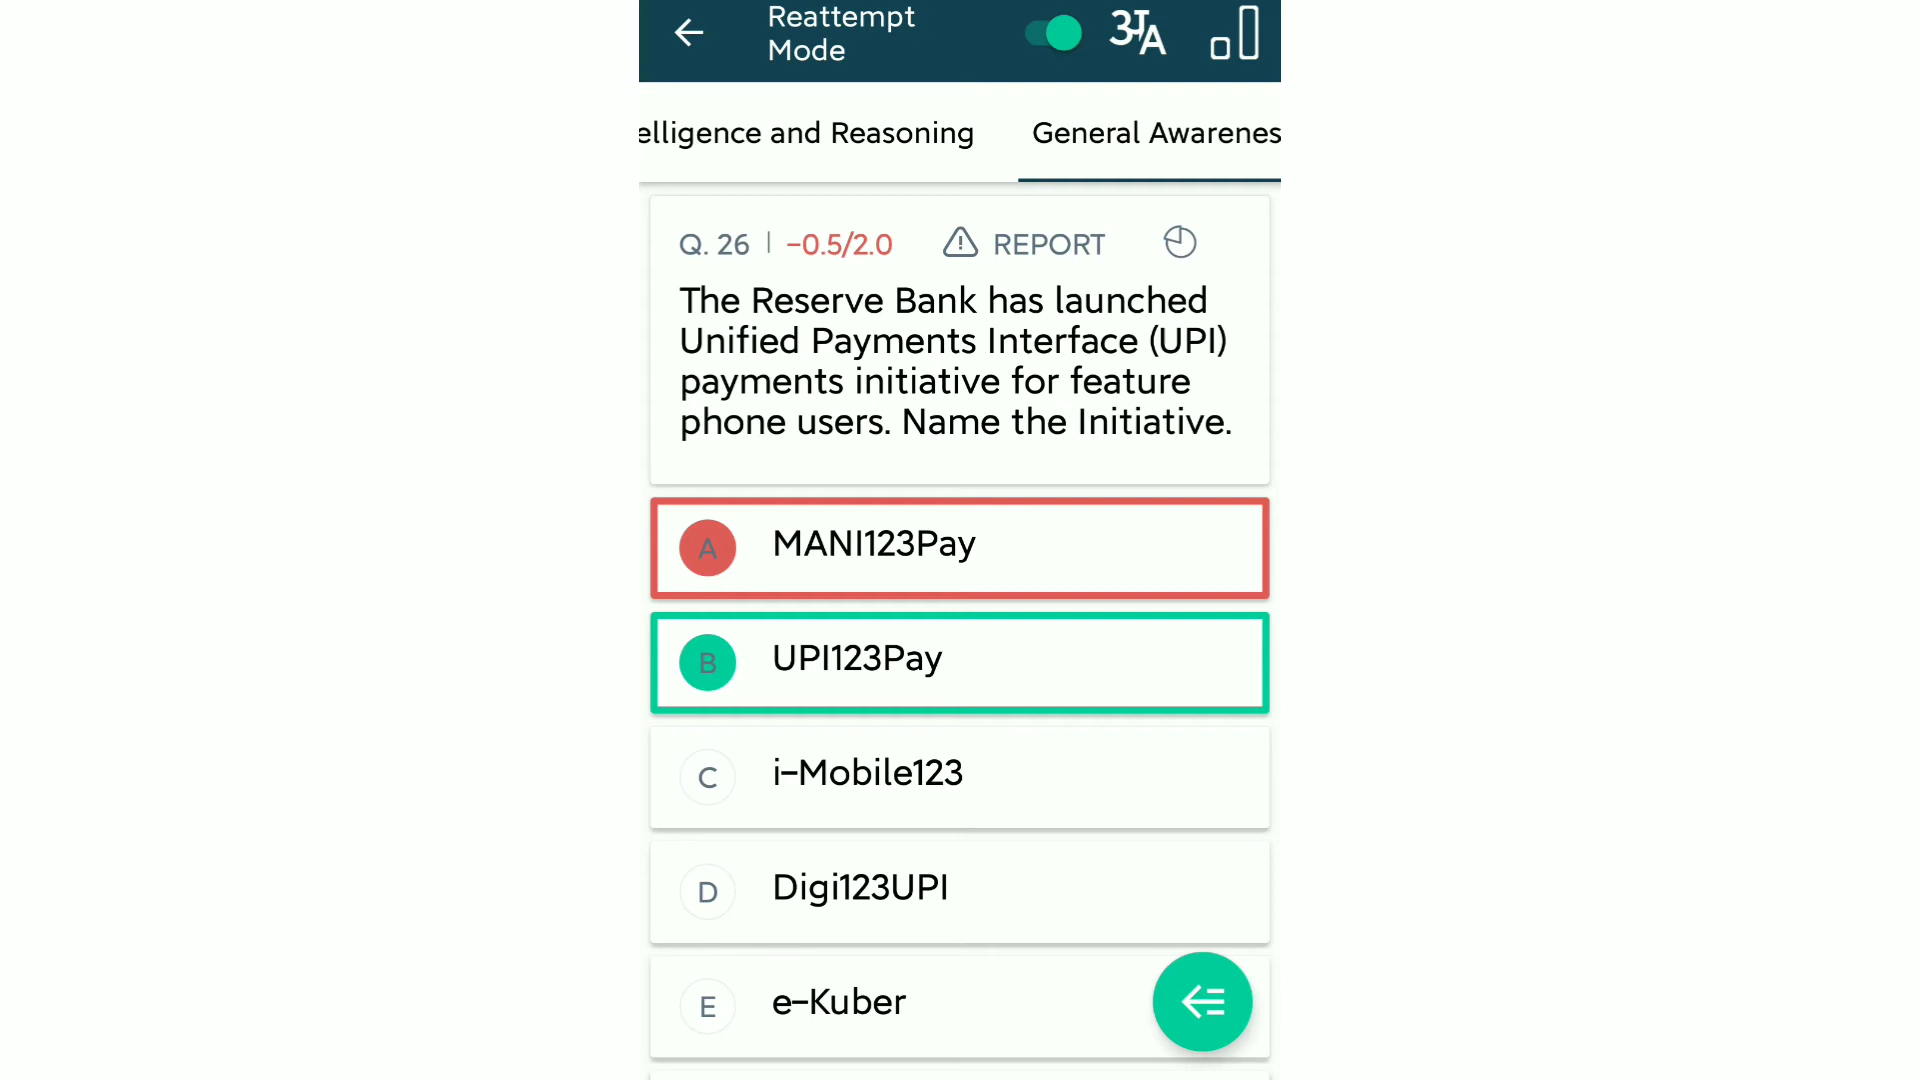 Reattempt
Mode
elligence and Reasoning
General Awarenes
Q. 26 | -0.5/2.0 REPORT
The Reserve Bank has launched
Unified Payments Interface (UPI)
payments initiative for feature
phone users. Name the Initiative.
A MANI123Pay
B UPI123Pay
C i-Mobile123
D Digi123UPI
E e-Kuber